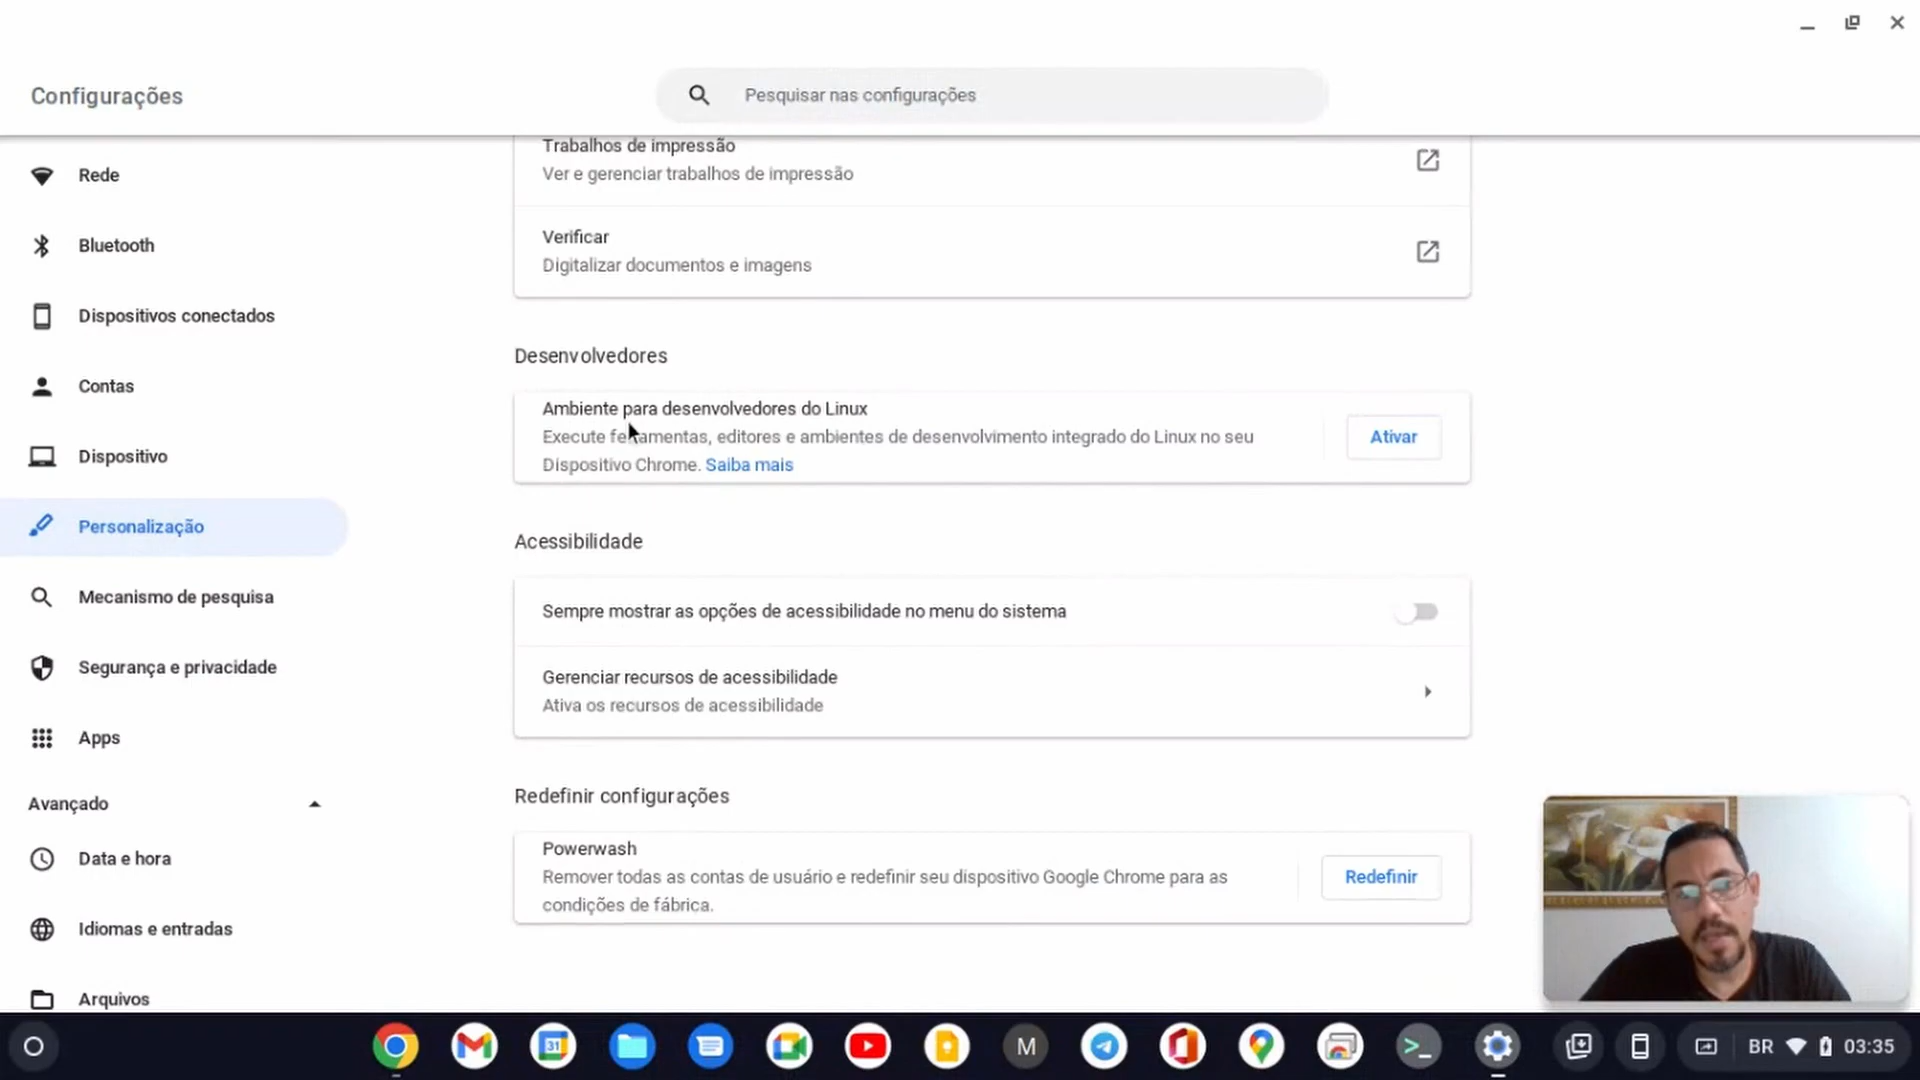 Configurações
Pesquisar nas configurações
Rede
Bluetooth
Dispositivos conectados
Contas
Dispositivo
Personalização
Mecanismo de pesquisa
Segurança e privacidade
Apps
Avançado
Data e hora
Idiomas e entradas
Arquivos
Trabalhos de impressão
Ver e gerenciar trabalhos de impressão
Verificar
Digitalizar documentos e imagens
Desenvolvedores
Ambiente para desenvolvedores do Linux
Execute ferramentas, editores e ambientes de desenvolvimento integrado do Linux no seu
Dispositivo Chrome. Saiba mais
Ativar
Acessibilidade
Sempre mostrar as opções de acessibilidade no menu do sistema
Gerenciar recursos de acessibilidade
Ativa os recursos de acessibilidade
Redefinir configurações
Powerwash
Remover todas as contas de usuário e redefinir seu dispositivo Google Chrome para as
condições de fábrica.
Redefinir
31
M
>_
BR
03:35